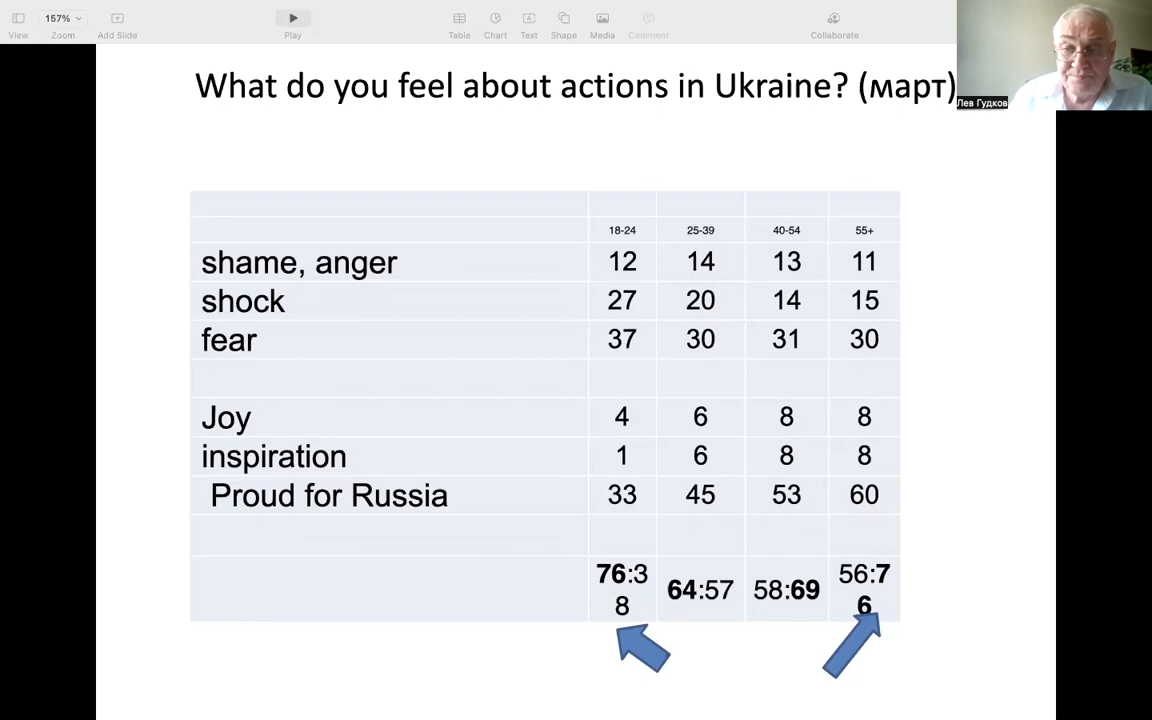 157%
View Zoom Add Slide Play Table Chart Text Shape Media Comment Collaborate
What do you feel about actions in Ukraine? (март)
Лев Гудков
18-24 25-39 40-54 55+
shame, anger 12 14 13 11
shock 27 20 14 15
fear 37 30 31 30
Joy 4 6 8 8
inspiration 1 6 8 8
Proud for Russia 33 45 53 60
76:3 64:57 58:69 56:7
8 6